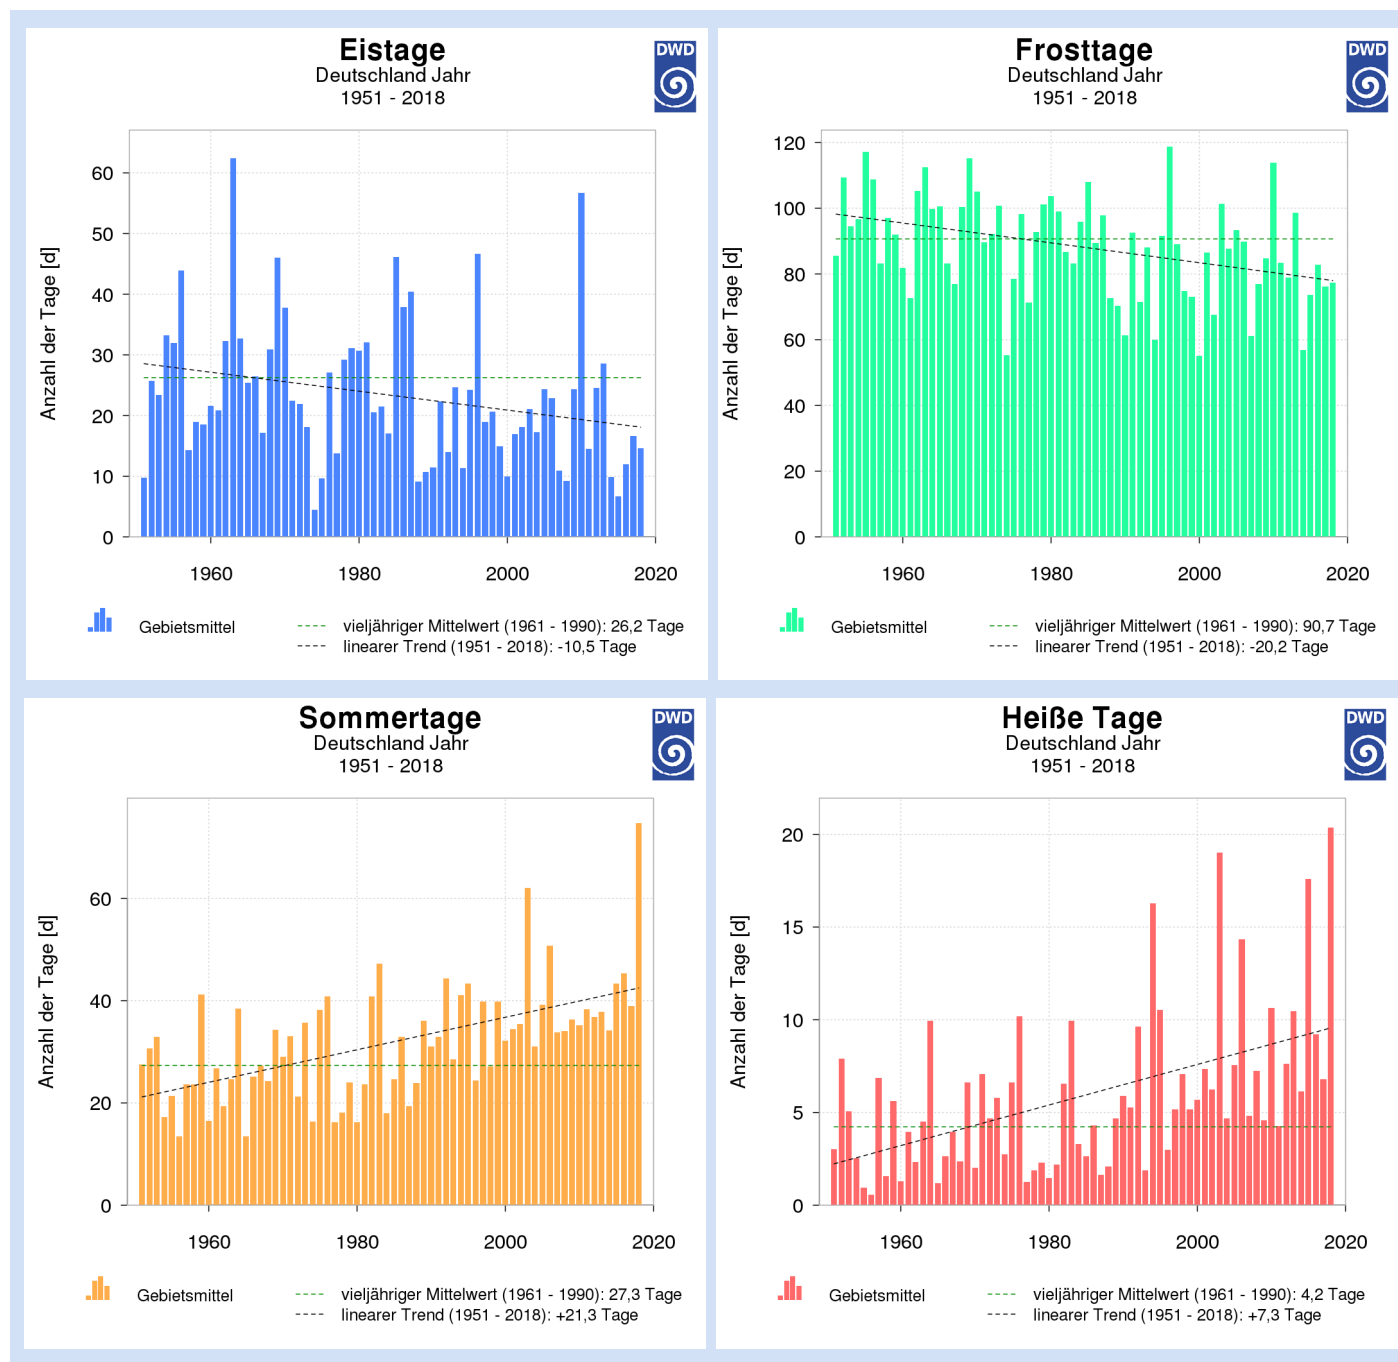 Eistage
Deutschland Jahr
1951 - 2018
DWD
Anzahl der Tage [d]
60
50
40
30
20
10
0
1960
1980
2000
2020
Gebietsmittel
vieljähriger Mittelwert (1961 - 1990): 26,2 Tage
linearer Trend (1951 - 2018): -10,5 Tage
Frosttage
Deutschland Jahr
1951 - 2018
DWD
Anzahl der Tage [d]
120
100
80
60
40
20
0
1960
1980
2000
2020
Gebietsmittel
vieljähriger Mittelwert (1961 - 1990): 90,7 Tage
linearer Trend (1951 - 2018): -20,2 Tage
Sommertage
Deutschland Jahr
1951 - 2018
DWD
Anzahl der Tage [d]
60
40
20
0
1960
1980
2000
2020
Gebietsmittel
vieljähriger Mittelwert (1961 - 1990): 27,3 Tage
linearer Trend (1951 - 2018): +21,3 Tage
Heiße Tage
Deutschland Jahr
1951 - 2018
DWD
Anzahl der Tage [d]
20
15
10
5
0
1960
1980
2000
2020
Gebietsmittel
vieljähriger Mittelwert (1961 - 1990): 4,2 Tage
linearer Trend (1951 - 2018): +7,3 Tage